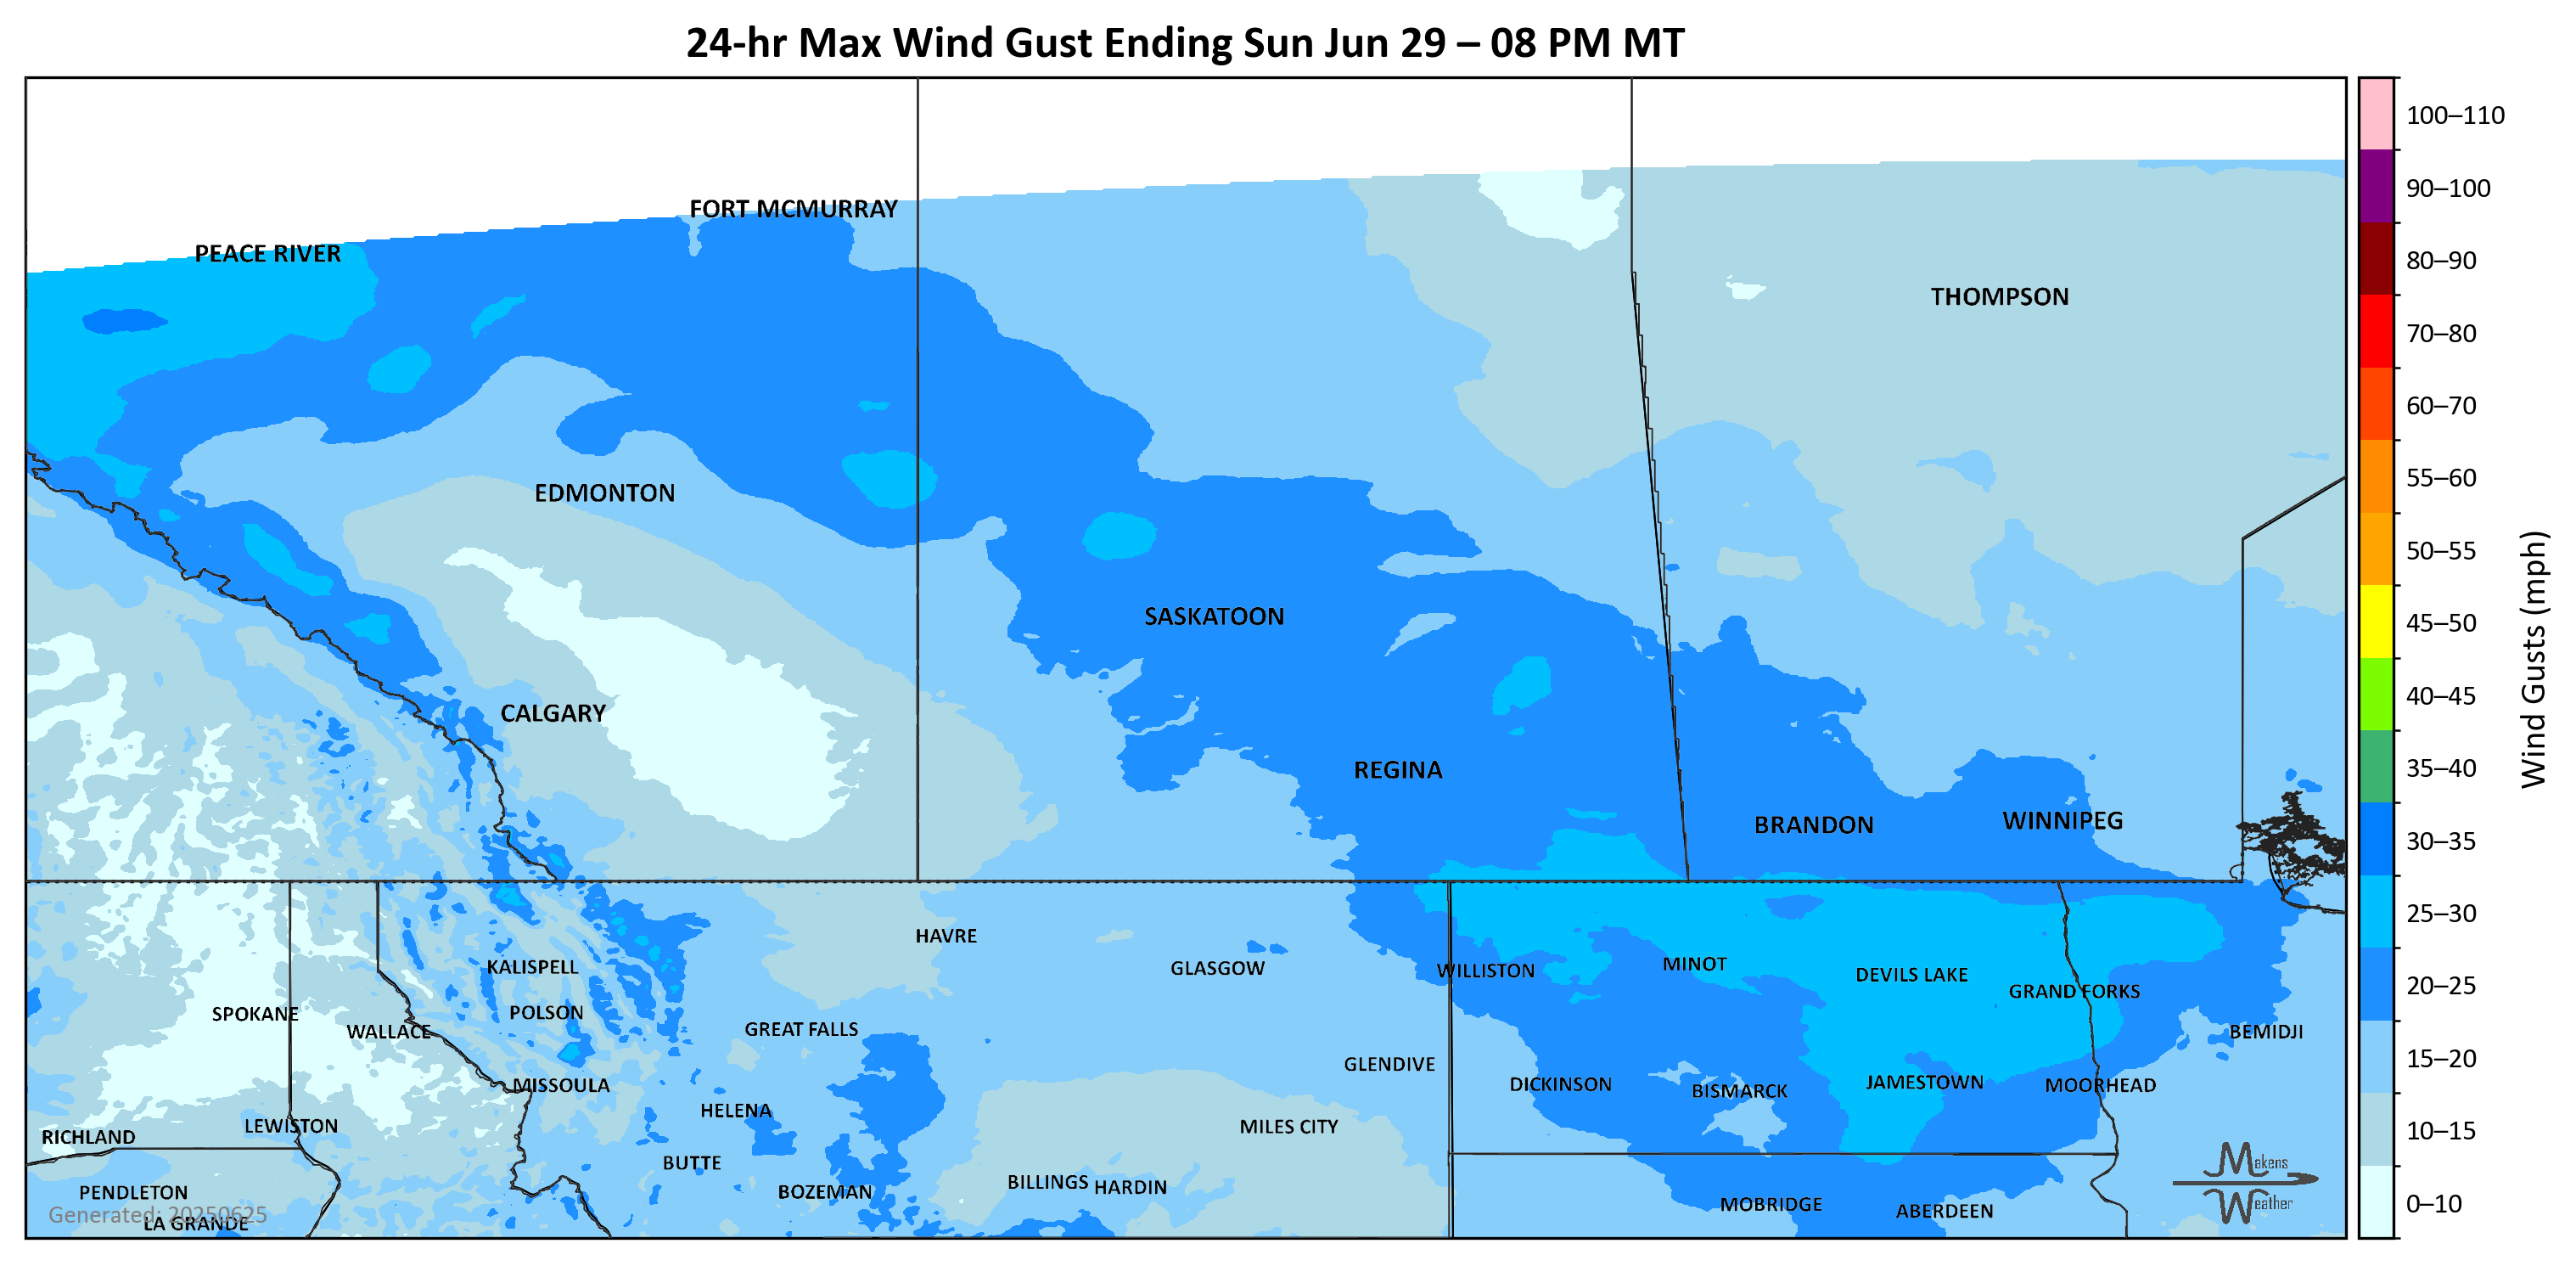 24-hr Max Wind Gust Ending Sun Jun 29 – 08 PM MT
100–110
90–100
80–90
70–80
60–70
55–60
50–55
45–50
40–45
35–40
30–35
25–30
20–25
15–20
10–15
0–10
Wind Gusts (mph)
FORT MCMURRAY
PEACE RIVER
THOMPSON
EDMONTON
SASKATOON
CALGARY
REGINA
BRANDON
WINNIPEG
HAVRE
KALISPELL
GLASGOW
WILLISTON
MINOT
DEVILS LAKE
GRAND FORKS
SPOKANE
POLSON
WALLACE
GREAT FALLS
BEMIDJI
GLENDIVE
MISSOULA
DICKINSON
BISMARCK
JAMESTOWN
MOORHEAD
HELENA
LEWISTON
MILES CITY
RICHLAND
BUTTE
PENDLETON
BOZEMAN
BILLINGS
HARDIN
MOBRIDGE
ABERDEEN
Generated: 20250625
LA GRANDE
Makens
Weather